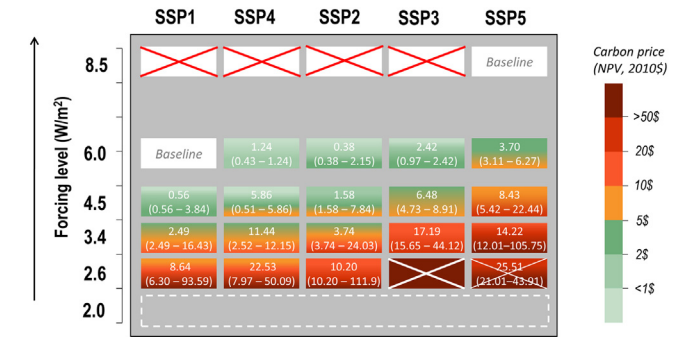 SSP1 SSP4 SSP2 SSP3 SSP5
Carbon price
(NPV, 2010$)
Forcing level (W/m²)
8.5 Baseline
>50$
20$
10$
5$
2$
<1$
6.0 Baseline
1.24 0.38 2.42 3.70
(0.43 – 1.24) (0.38 – 2.15) (0.97 – 2.42) (3.11 – 6.27)
4.5
0.56 5.86 1.58 6.48 8.43
(0.56 – 3.84) (0.51 – 5.86) (1.58 – 7.84) (4.73 – 8.91) (5.42 – 22.44)
3.4
2.49 11.44 3.74 17.19 14.22
(2.49 – 16.43) (2.52 – 12.15) (3.74 – 24.03) (15.65 – 44.12) (12.01–105.75)
2.6
8.64 22.53 10.20 25.51
(6.30 – 93.59) (7.97 – 50.09) (10.20 – 111.9) (21.01–43.91)
2.0